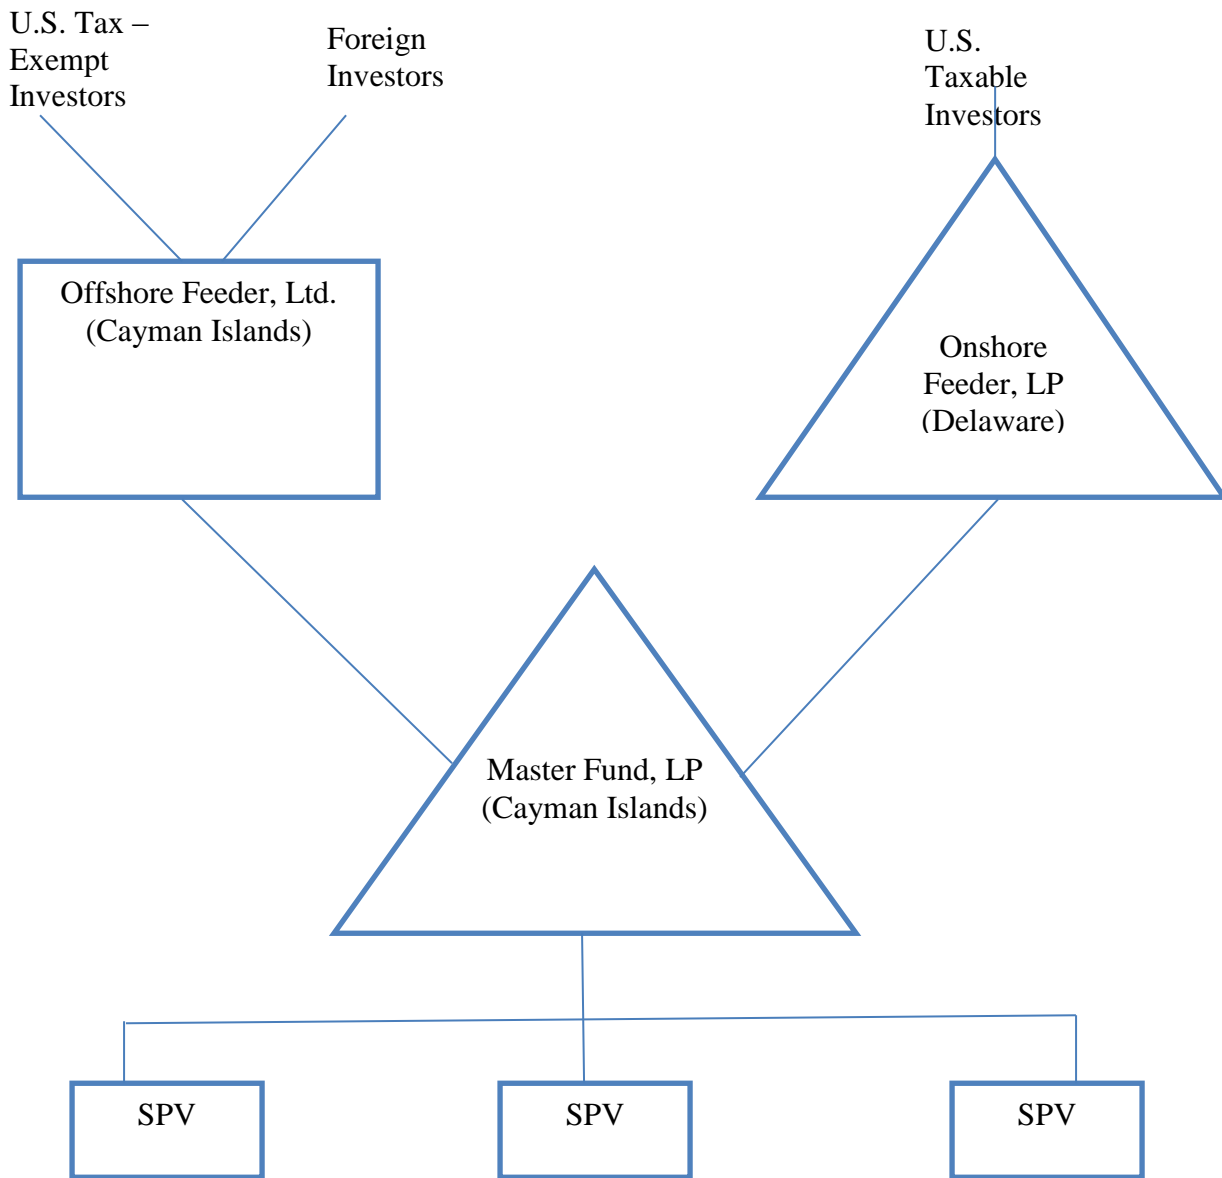 U.S. Tax –
Exempt
Investors
Foreign
Investors
U.S.
Taxable
Investors
Offshore Feeder, Ltd.
(Cayman Islands)
Onshore
Feeder, LP
(Delaware)
Master Fund, LP
(Cayman Islands)
SPV
SPV
SPV